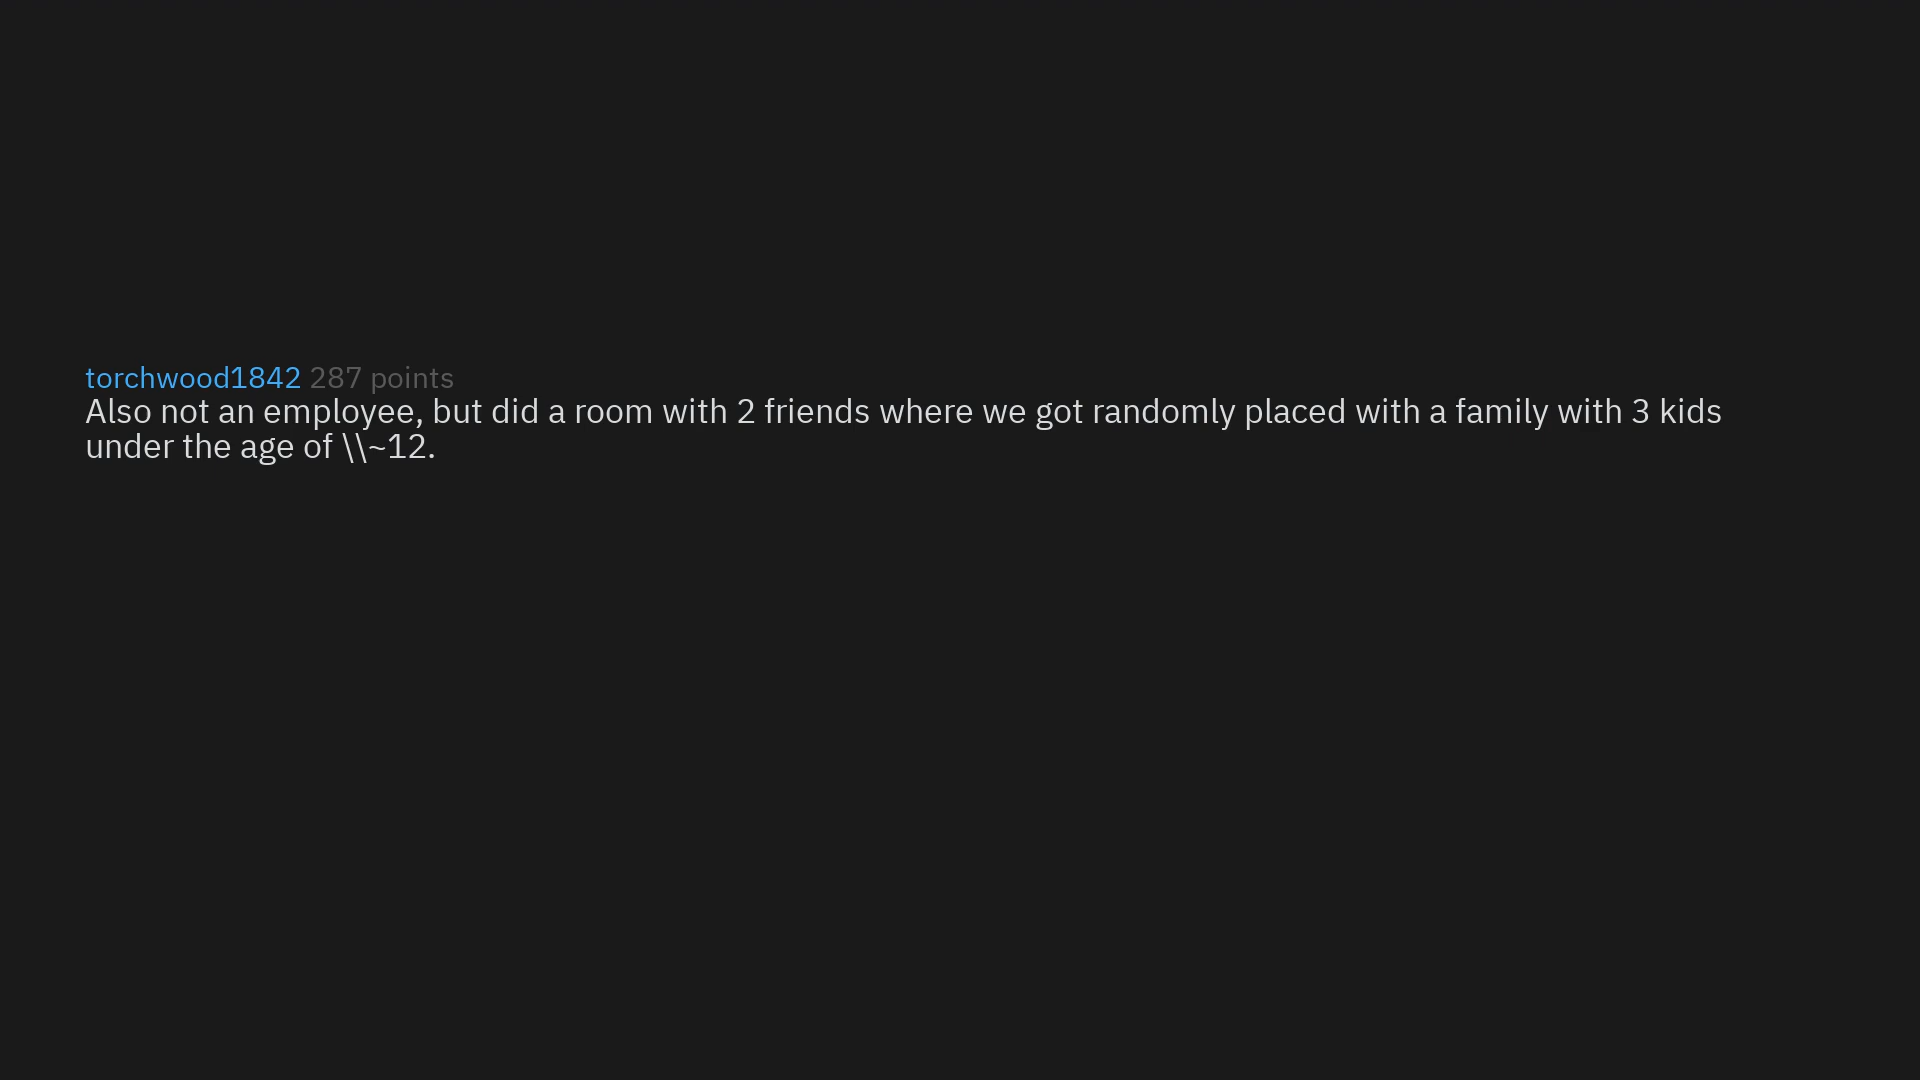 torchwood1842 287 points
Also not an employee, but did a room with 2 friends where we got randomly placed with a family with 3 kids
under the age of \\~12.